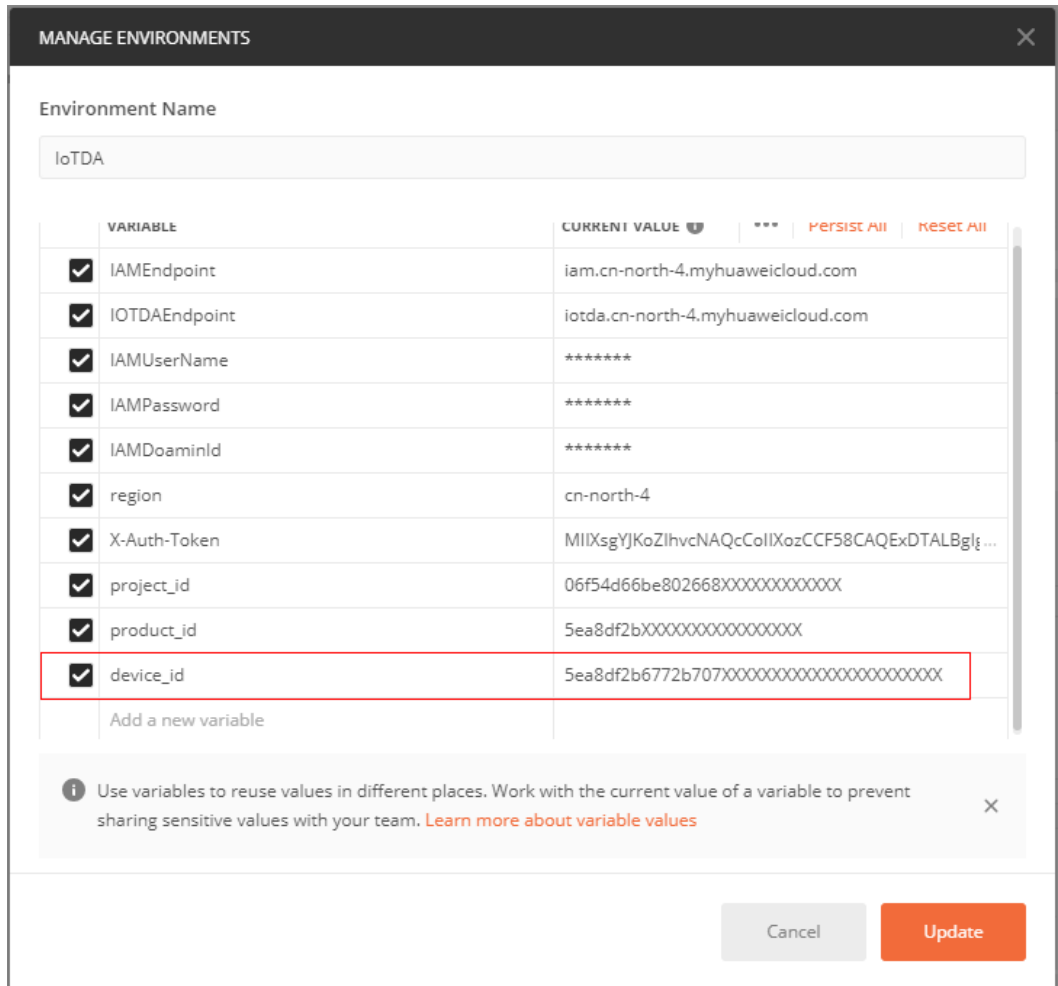 MANAGE ENVIRONMENTS
Environment Name
IoTDA
VARIABLE CURRENT VALUE ••• Persist All Reset All
IAMEndpoint iam.cn-north-4.myhuaweicloud.com
IOTDAEndpoint iotda.cn-north-4.myhuaweicloud.com
IAMUserName *******
IAMPassword *******
IAMDoaminId *******
region cn-north-4
X-Auth-Token MIIXsgYJKoZIhvcNAQcCoIIXozCCF58CAQExDTALBglg...
project_id 06f54d66be802668XXXXXXXXXXXX
product_id 5ea8df2bXXXXXXXXXXXXXXXX
device_id 5ea8df2b6772b707XXXXXXXXXXXXXXXXXXXXXX
Add a new variable
Use variables to reuse values in different places. Work with the current value of a variable to prevent
sharing sensitive values with your team. Learn more about variable values
Cancel Update